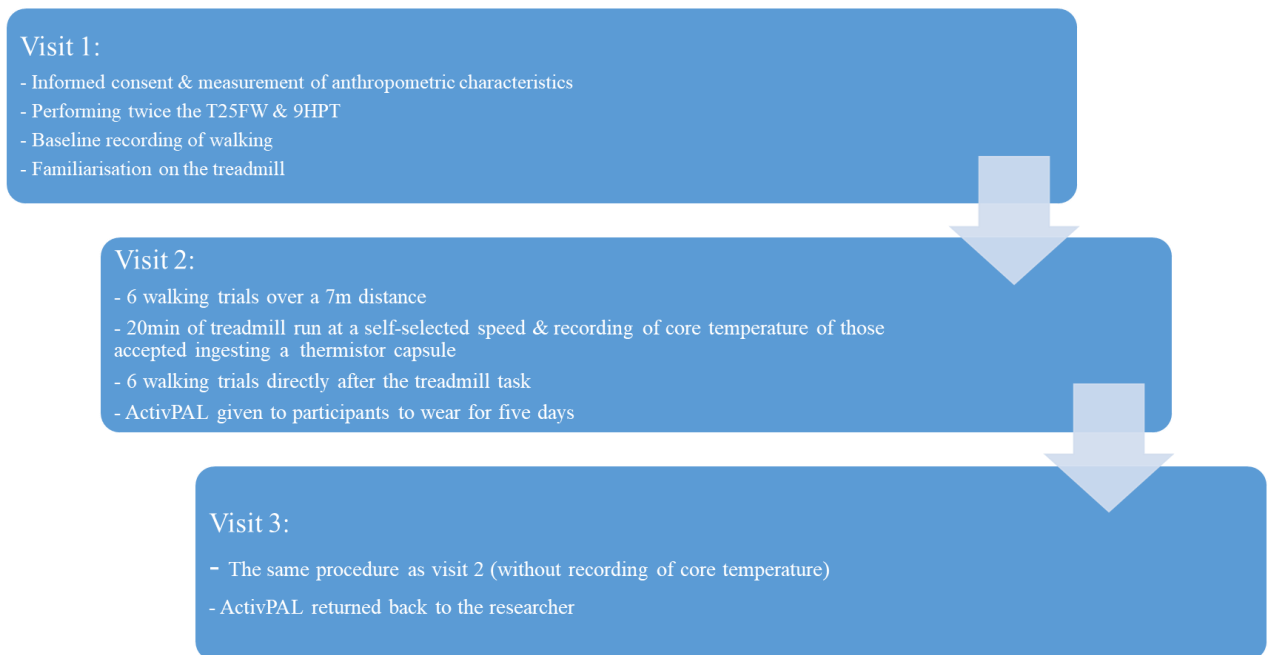 Visit 1:
- Informed consent & measurement of anthropometric characteristics
- Performing twice the T25FW & 9HPT
- Baseline recording of walking
- Familiarisation on the treadmill
Visit 2:
- 6 walking trials over a 7m distance
- 20min of treadmill run at a self-selected speed & recording of core temperature of those
accepted ingesting a thermistor capsule
- 6 walking trials directly after the treadmill task
- ActivPAL given to participants to wear for five days
Visit 3:
- The same procedure as visit 2 (without recording of core temperature)
- ActivPAL returned back to the researcher